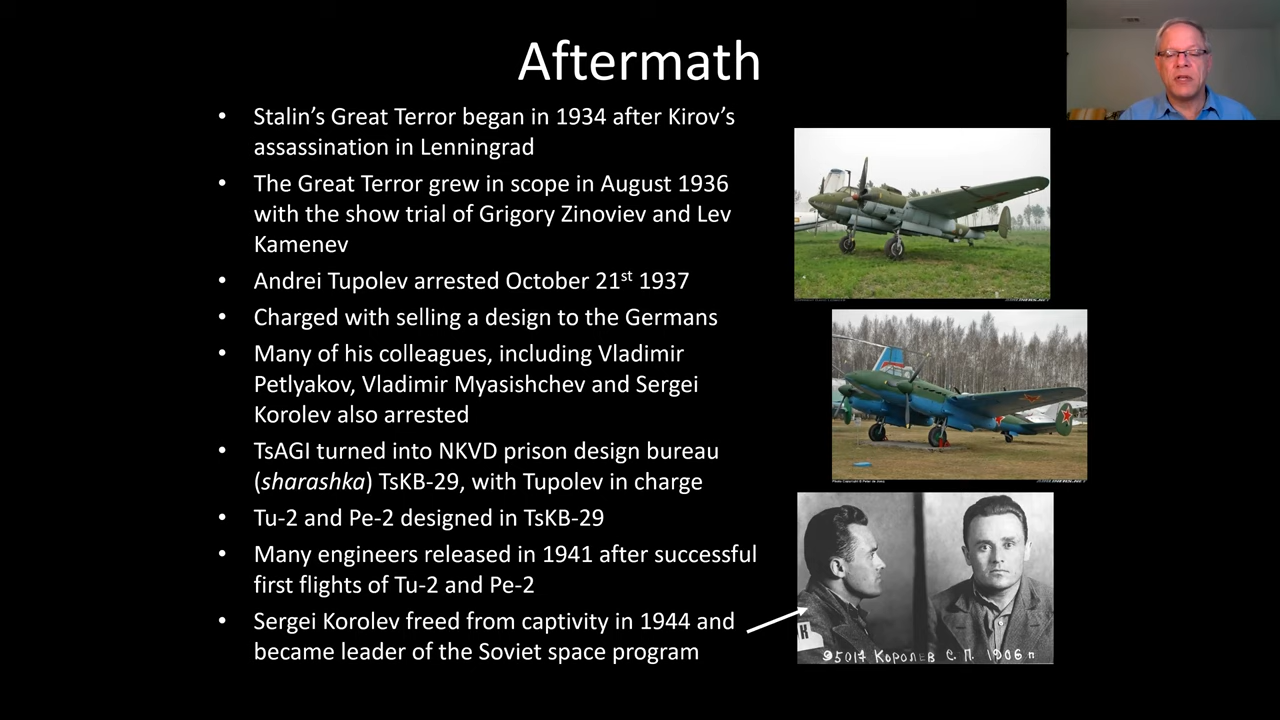 Aftermath
• Stalin’s Great Terror began in 1934 after Kirov’s
assassination in Lenningrad
• The Great Terror grew in scope in August 1936
with the show trial of Grigory Zinoviev and Lev
Kamenev
• Andrei Tupolev arrested October 21st 1937
• Charged with selling a design to the Germans
• Many of his colleagues, including Vladimir
Petlyakov, Vladimir Myasishchev and Sergei
Korolev also arrested
• TsAGI turned into NKVD prison design bureau
(sharashka) TsKB-29, with Tupolev in charge
• Tu-2 and Pe-2 designed in TsKB-29
• Many engineers released in 1941 after successful
first flights of Tu-2 and Pe-2
• Sergei Korolev freed from captivity in 1944 and
became leader of the Soviet space program
95017 КОРОЛЕВ С. П. 1906 г